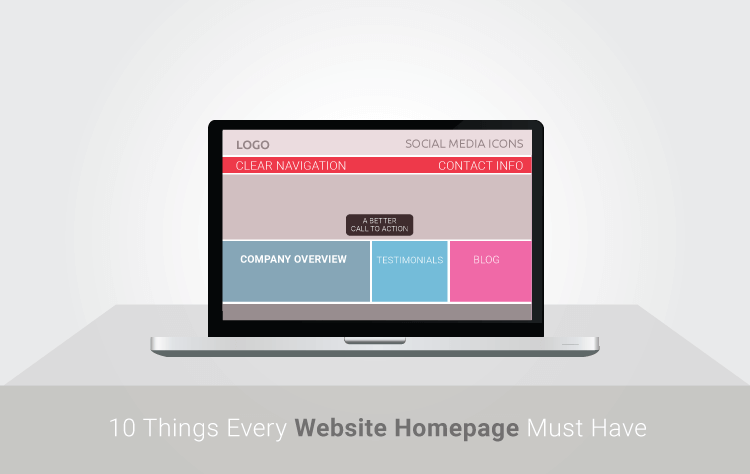 LOGO
SOCIAL MEDIA ICONS
CLEAR NAVIGATION
CONTACT INFO
A BETTER
CALL TO ACTION
COMPANY OVERVIEW
TESTIMONIALS
BLOG
10 Things Every Website Homepage Must Have